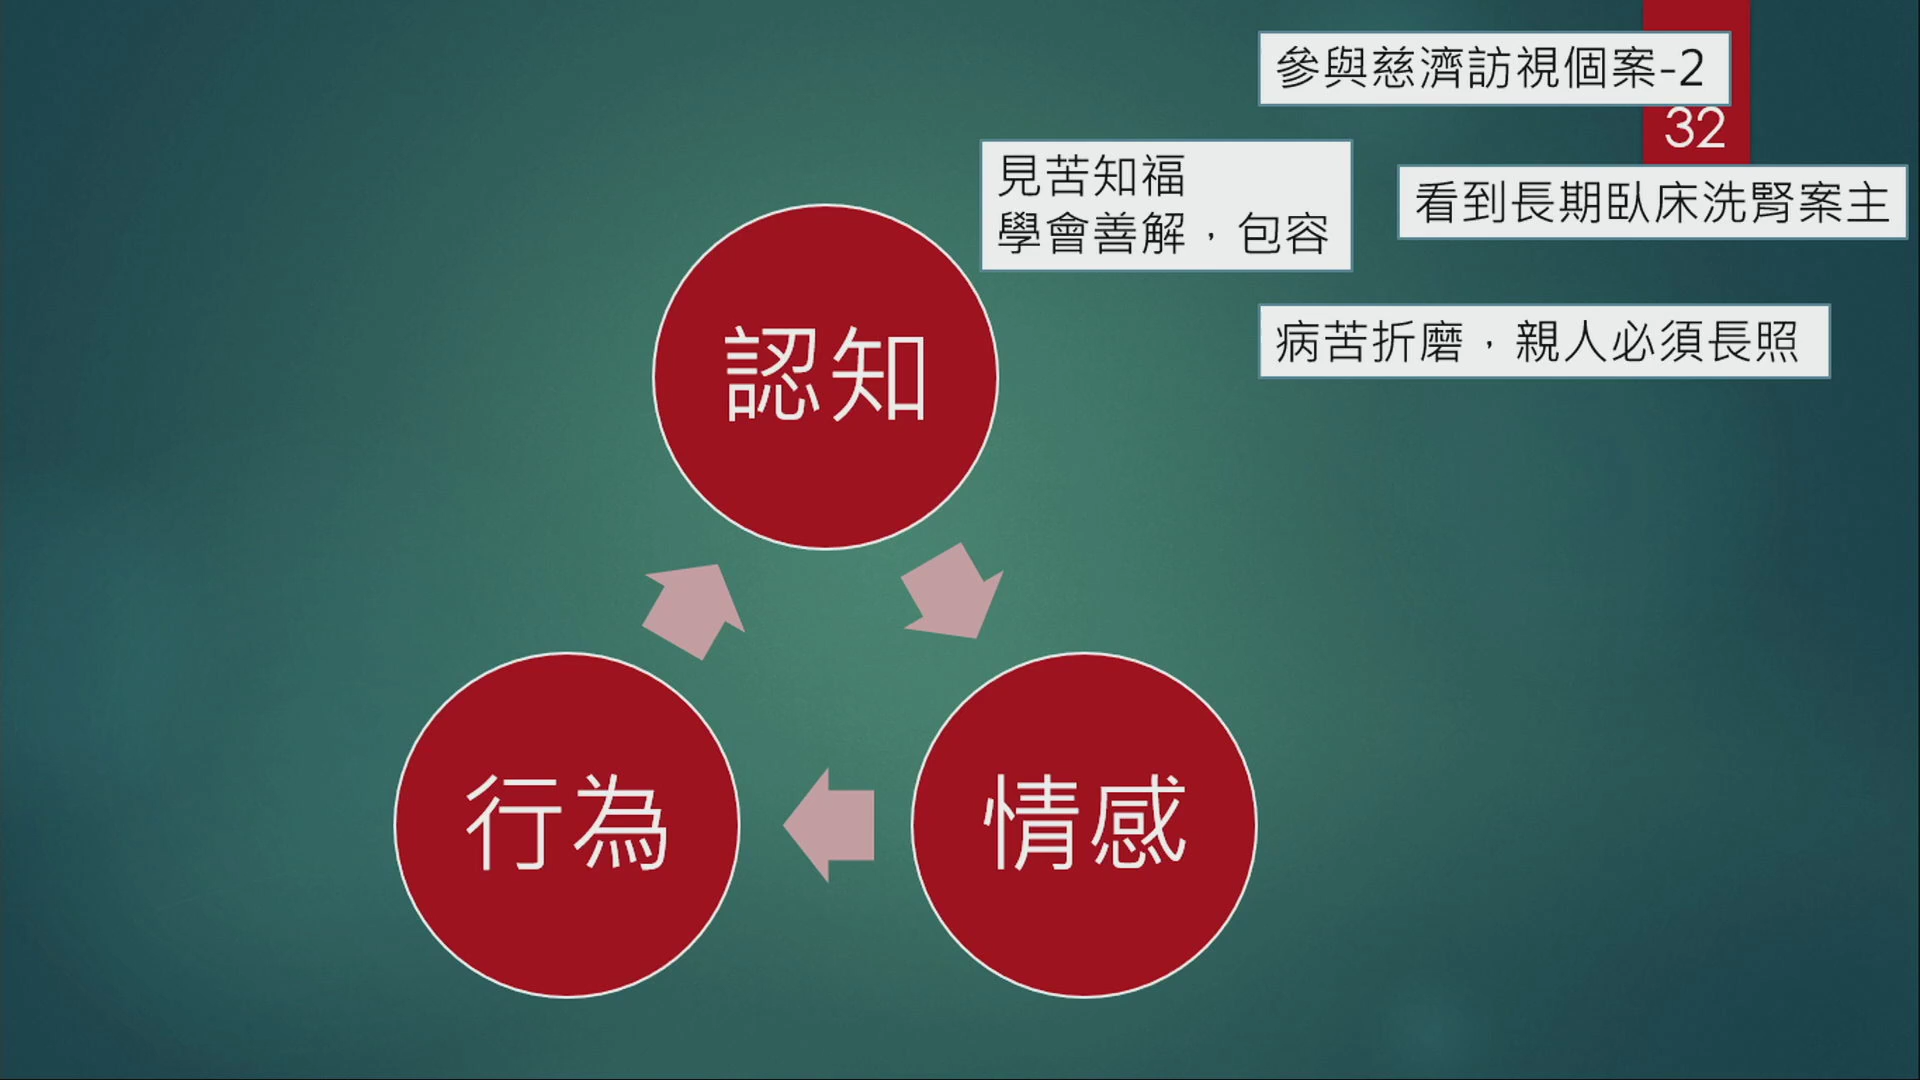 參與慈濟訪視個案-2
32
見苦知福
學會善解，包容
看到長期臥床洗腎案主
病苦折磨，親人必須長照
認知
行為
情感